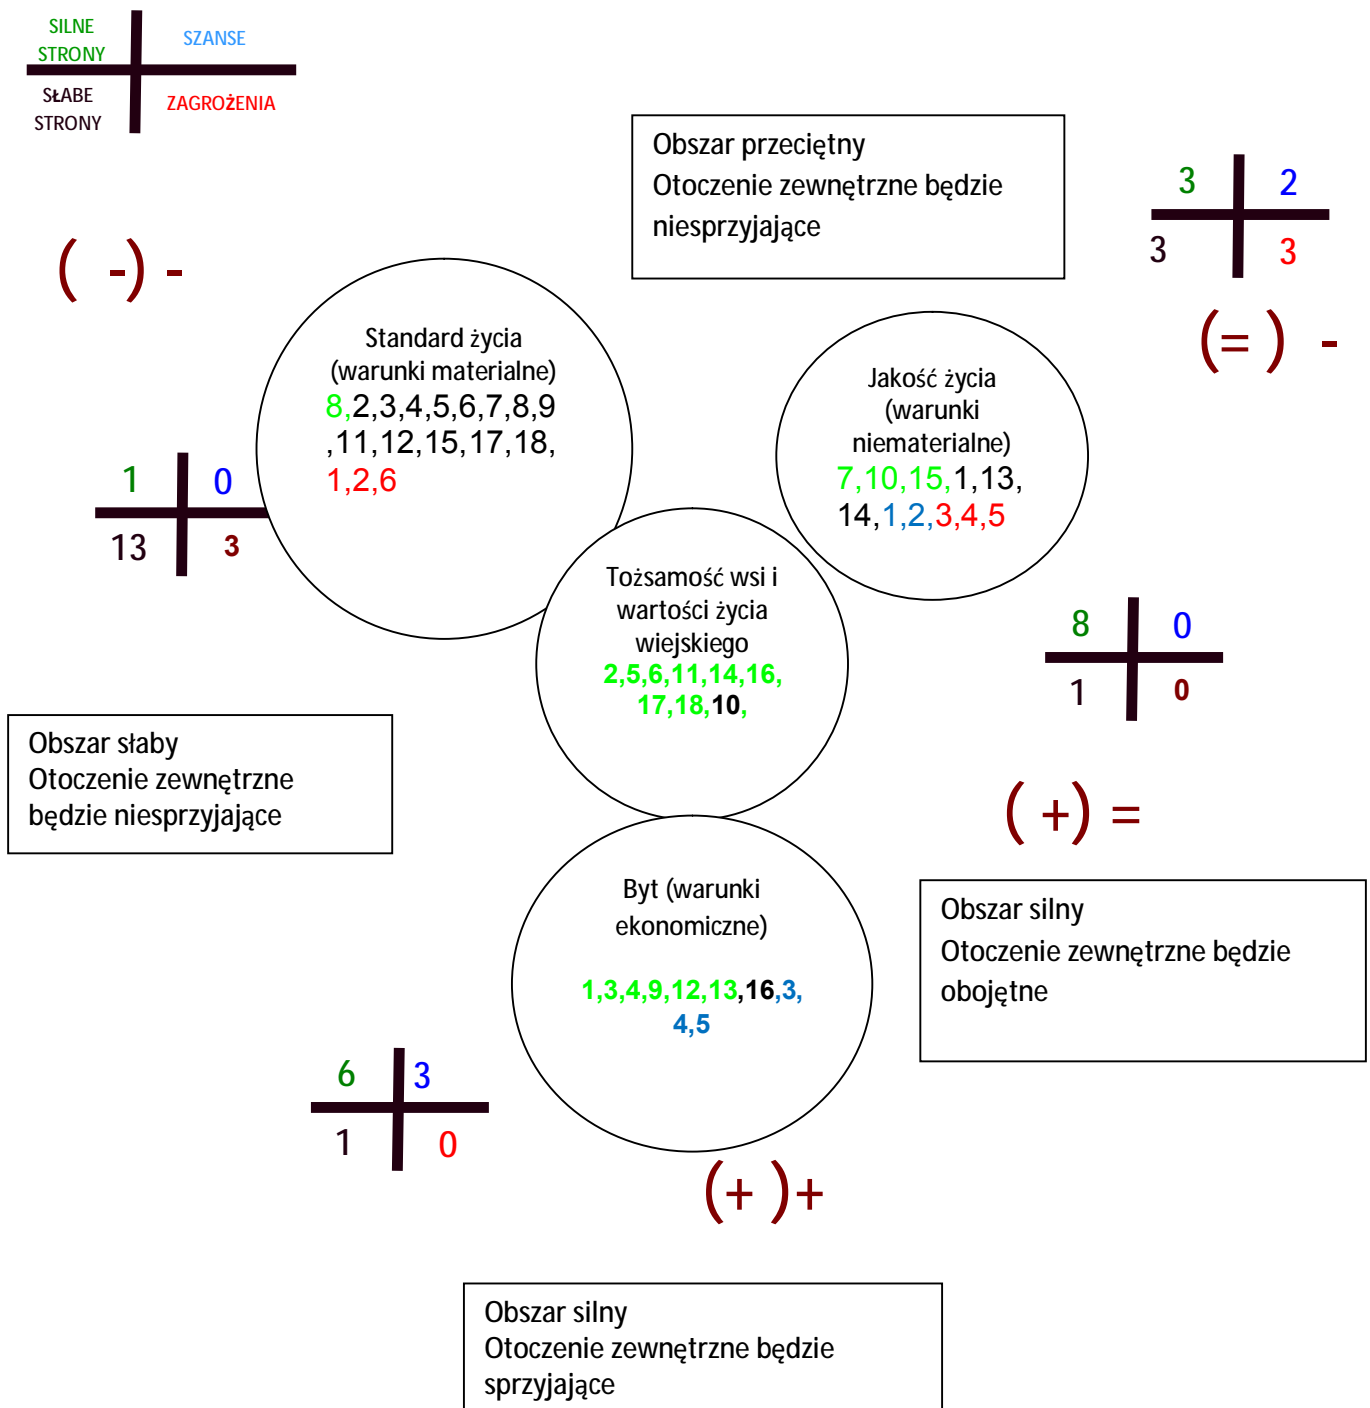 SILNE
STRONY
SZANSE
SŁABE
STRONY
ZAGROŻENIA
Obszar przeciętny
Otoczenie zewnętrzne będzie
niesprzyjające
3 2
3 3
( -) -
(= ) -
Standard życia
(warunki materialne)
8,2,3,4,5,6,7,8,9
,11,12,15,17,18,
1,2,6
Jakość życia
(warunki
niematerialne)
7,10,15,1,13,
14,1,2,3,4,5
1 0
13 3
Tożsamość wsi i
wartości życia
wiejskiego
2,5,6,11,14,16,
17,18,10,
8 0
1 0
Obszar słaby
Otoczenie zewnętrzne
będzie niesprzyjające
( +) =
Byt (warunki
ekonomiczne)
1,3,4,9,12,13,16,3,
4,5
Obszar silny
Otoczenie zewnętrzne będzie
obojętne
6 3
1 0
(+ )+
Obszar silny
Otoczenie zewnętrzne będzie
sprzyjające